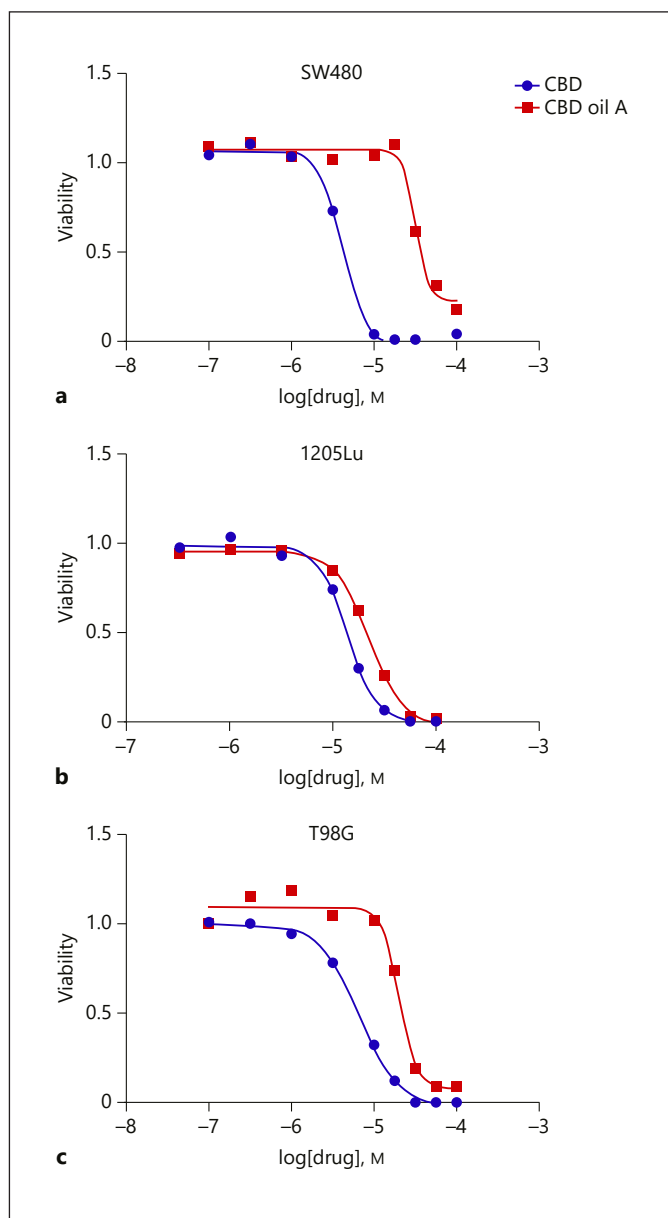 SW480
CBD
CBD oil A
1.5
1.0
0.5
0
Viability
–8 –7 –6 –5 –4 –3
log[drug], M
a
1205Lu
1.5
1.0
0.5
0
Viability
–7 –6 –5 –4 –3
log[drug], M
b
T98G
1.5
1.0
0.5
0
Viability
–8 –7 –6 –5 –4 –3
log[drug], M
c